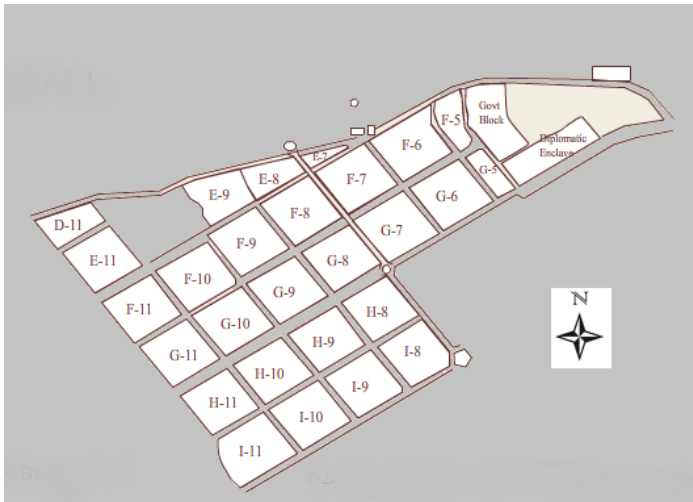 Govt
Block
F-5
Diplomatic
Enclave
F-6
E-7
G-5
E-8
F-7
E-9
G-6
F-8
D-11
G-7
F-9
E-11
G-8
F-10
G-9
N
F-11
H-8
G-10
H-9
G-11
I-8
H-10
I-9
H-11
I-10
I-11